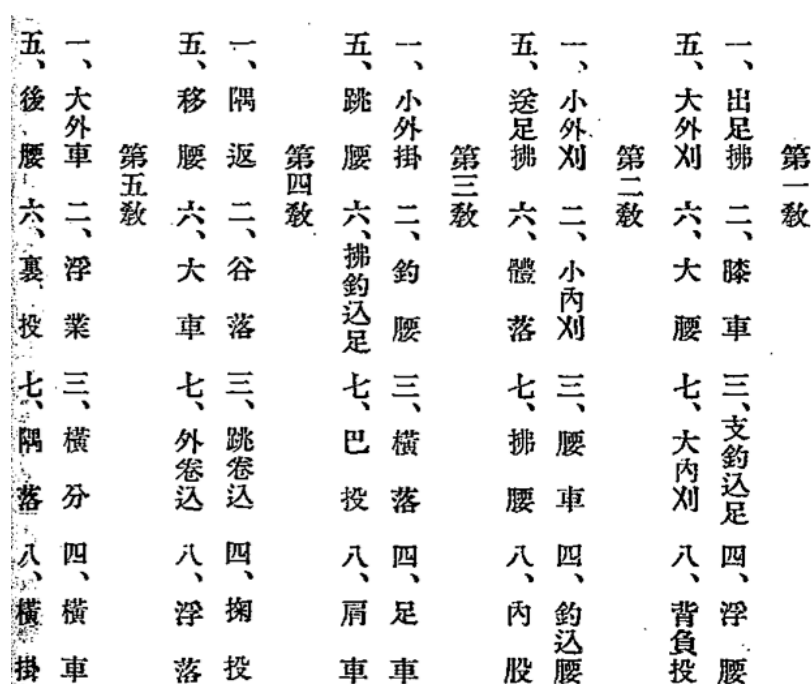 第一教
一、出足拂 二、膝車 三、支釣込足 四、浮腰
五、大外刈 六、大腰 七、大內刈 八、背負投
第二教
一、小外刈 二、小內刈 三、腰車 四、釣込腰
五、送足拂 六、體落 七、拂腰 八、內股
第三教
一、小外掛 二、釣腰 三、橫落 四、足車
五、跳腰 六、拂釣込足 七、巴投 八、肩車
第四教
一、隅返 二、谷落 三、跳卷込 四、掬投
五、移腰 六、大車 七、外卷込 八、浮落
第五教
一、大外車 二、浮業 三、橫分 四、橫車
五、後腰 六、裏投 七、隅落 八、橫掛